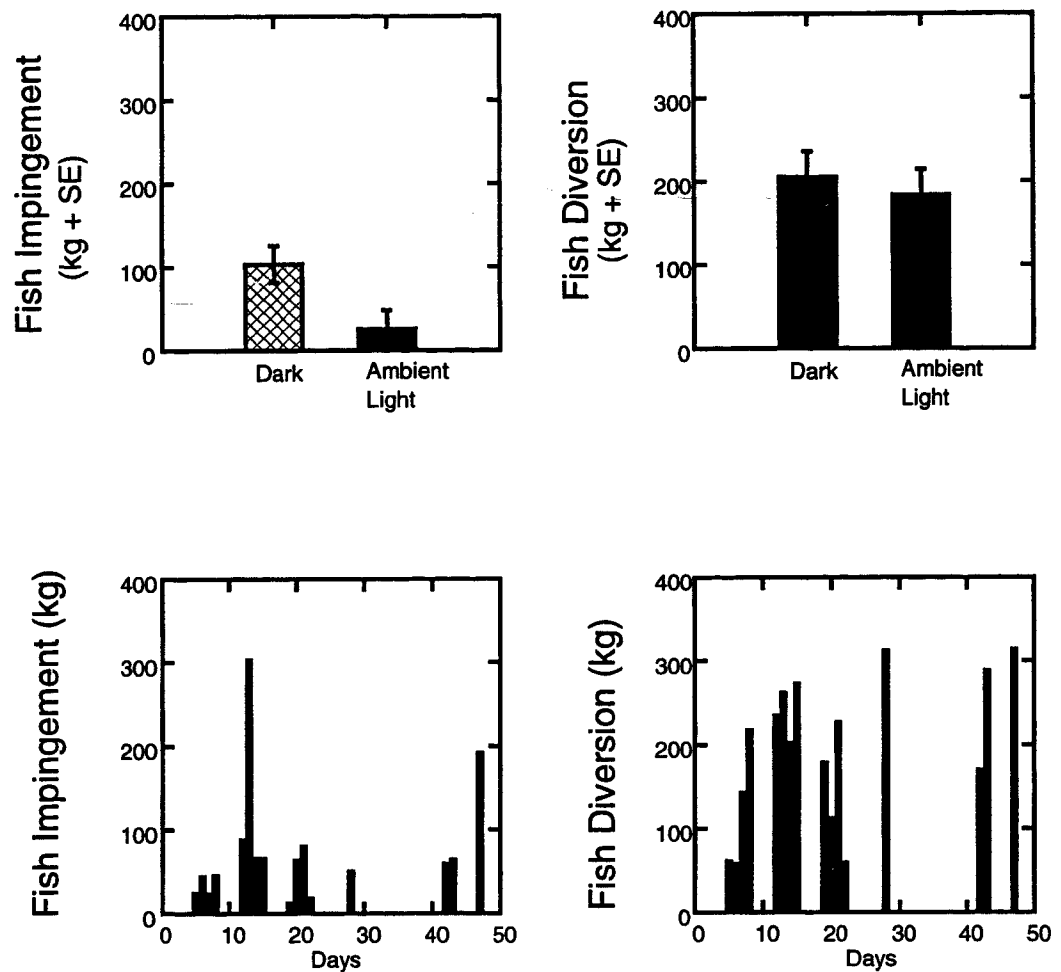 Fish Impingement
(kg + SE)
400
300
200
100
0
Dark
Ambient
Light
Fish Diversion
(kg + SE)
400
300
200
100
0
Dark
Ambient
Light
Fish Impingement (kg)
400
300
200
100
0
0 10 20 30 40 50
Days
Fish Diversion (kg)
400
300
200
100
0
0 10 20 30 40 50
Days